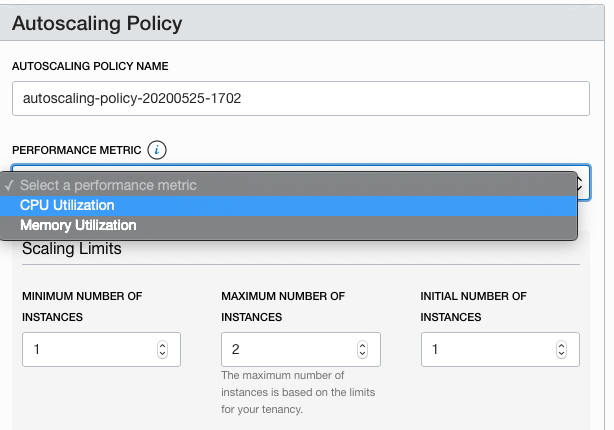 Autoscaling Policy
AUTOSCALING POLICY NAME
autoscaling-policy-20200525-1702
PERFORMANCE METRIC i
✓ Select a performance metric
CPU Utilization
Memory Utilization
Scaling Limits
MINIMUM NUMBER OF
INSTANCES
1
MAXIMUM NUMBER OF
INSTANCES
2
The maximum number of
instances is based on the limits
for your tenancy.
INITIAL NUMBER OF
INSTANCES
1